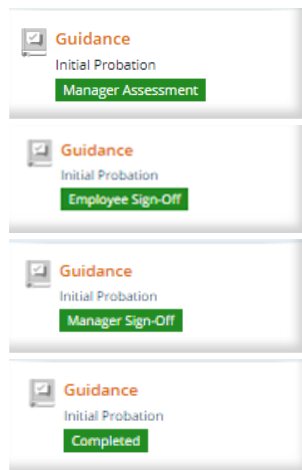 Guidance
Initial Probation
Manager Assessment
Guidance
Initial Probation
Employee Sign-Off
Guidance
Initial Probation
Manager Sign-Off
Guidance
Initial Probation
Completed